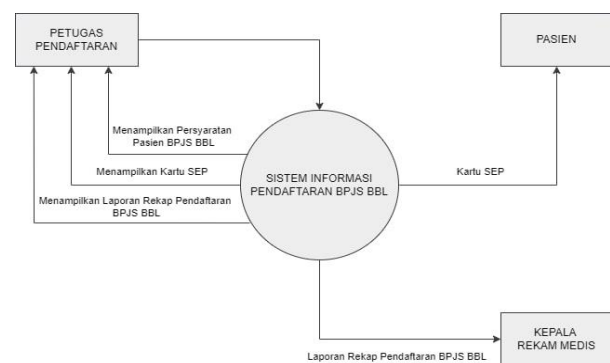 PETUGAS
PENDAFTARAN
PASIEN
Menampilkan Persyaratan
Pasien BPJS BBL
Menampilkan Kartu SEP
Menampilkan Laporan Rekap Pendaftaran
BPJS BBL
SISTEM INFORMASI
PENDAFTARAN BPJS BBL
Kartu SEP
KEPALA
REKAM MEDIS
Laporan Rekap Pendaftaran BPJS BBL